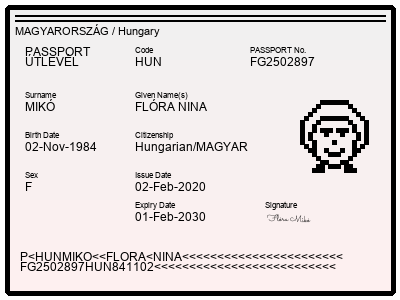 MAGYARORSZÁG / Hungary
PASSPORT
ÚTLEVÉL
Code
HUN
PASSPORT No.
FG2502897
Surname
MIKÓ
Given Name(s)
FLÓRA NINA
Birth Date
02-Nov-1984
Citizenship
Hungarian/MAGYAR
Sex
F
Issue Date
02-Feb-2020
Expiry Date
01-Feb-2030
Signature
Flóra Mikó
P<HUNMIKO<<FLORA<NINA<<<<<<<<<<<<<<<<<<<<<<<
FG2502897HUN841102<<<<<<<<<<<<<<<<<<<<<<<<<<